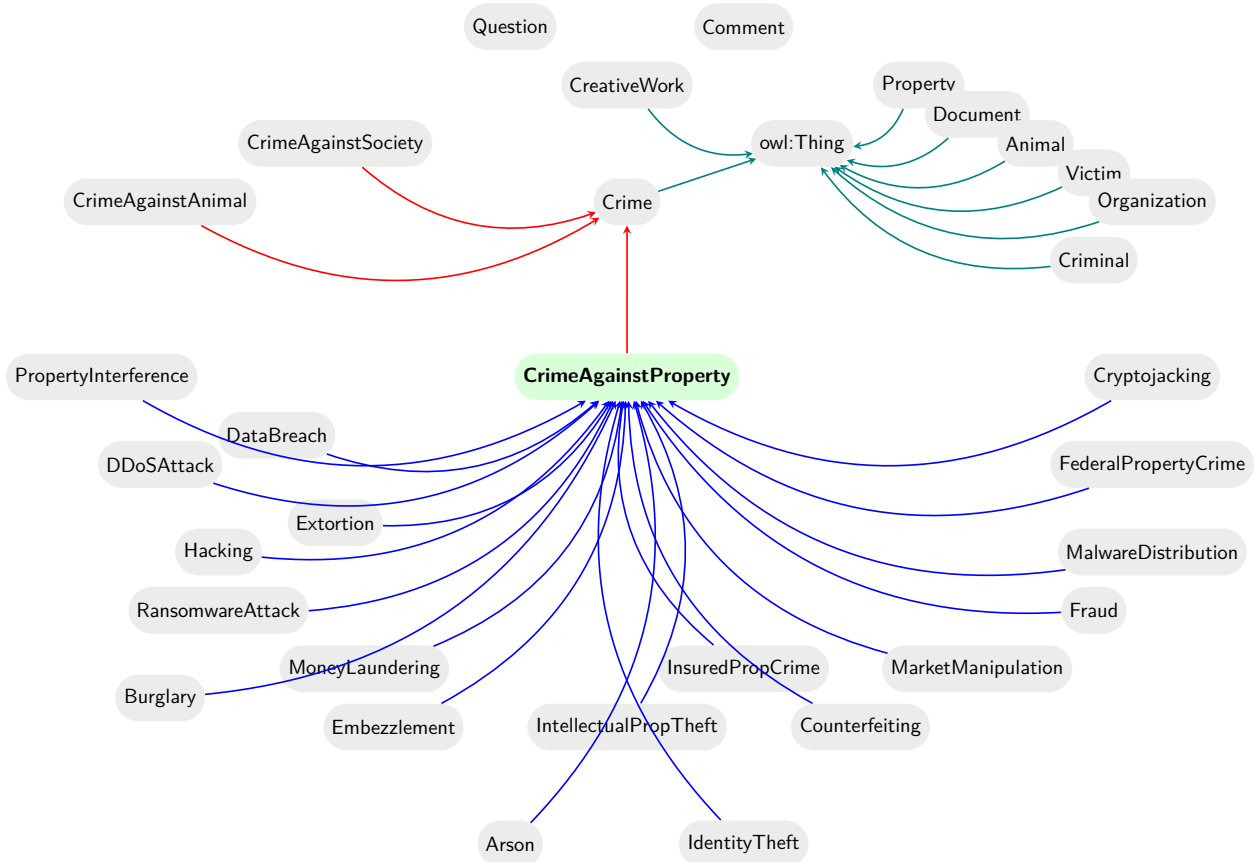 Question
Comment
CreativeWork
Property
Document
CrimeAgainstSociety
owl:Thing
Animal
Victim
CrimeAgainstAnimal
Crime
Organization
Criminal
PropertyInterference
CrimeAgainstProperty
Cryptojacking
DataBreach
DDoSAttack
FederalPropertyCrime
Extortion
Hacking
MalwareDistribution
RansomwareAttack
Fraud
MoneyLaundering
InsuredPropCrime
MarketManipulation
Burglary
Embezzlement
IntellectualPropTheft
Counterfeiting
Arson
IdentityTheft